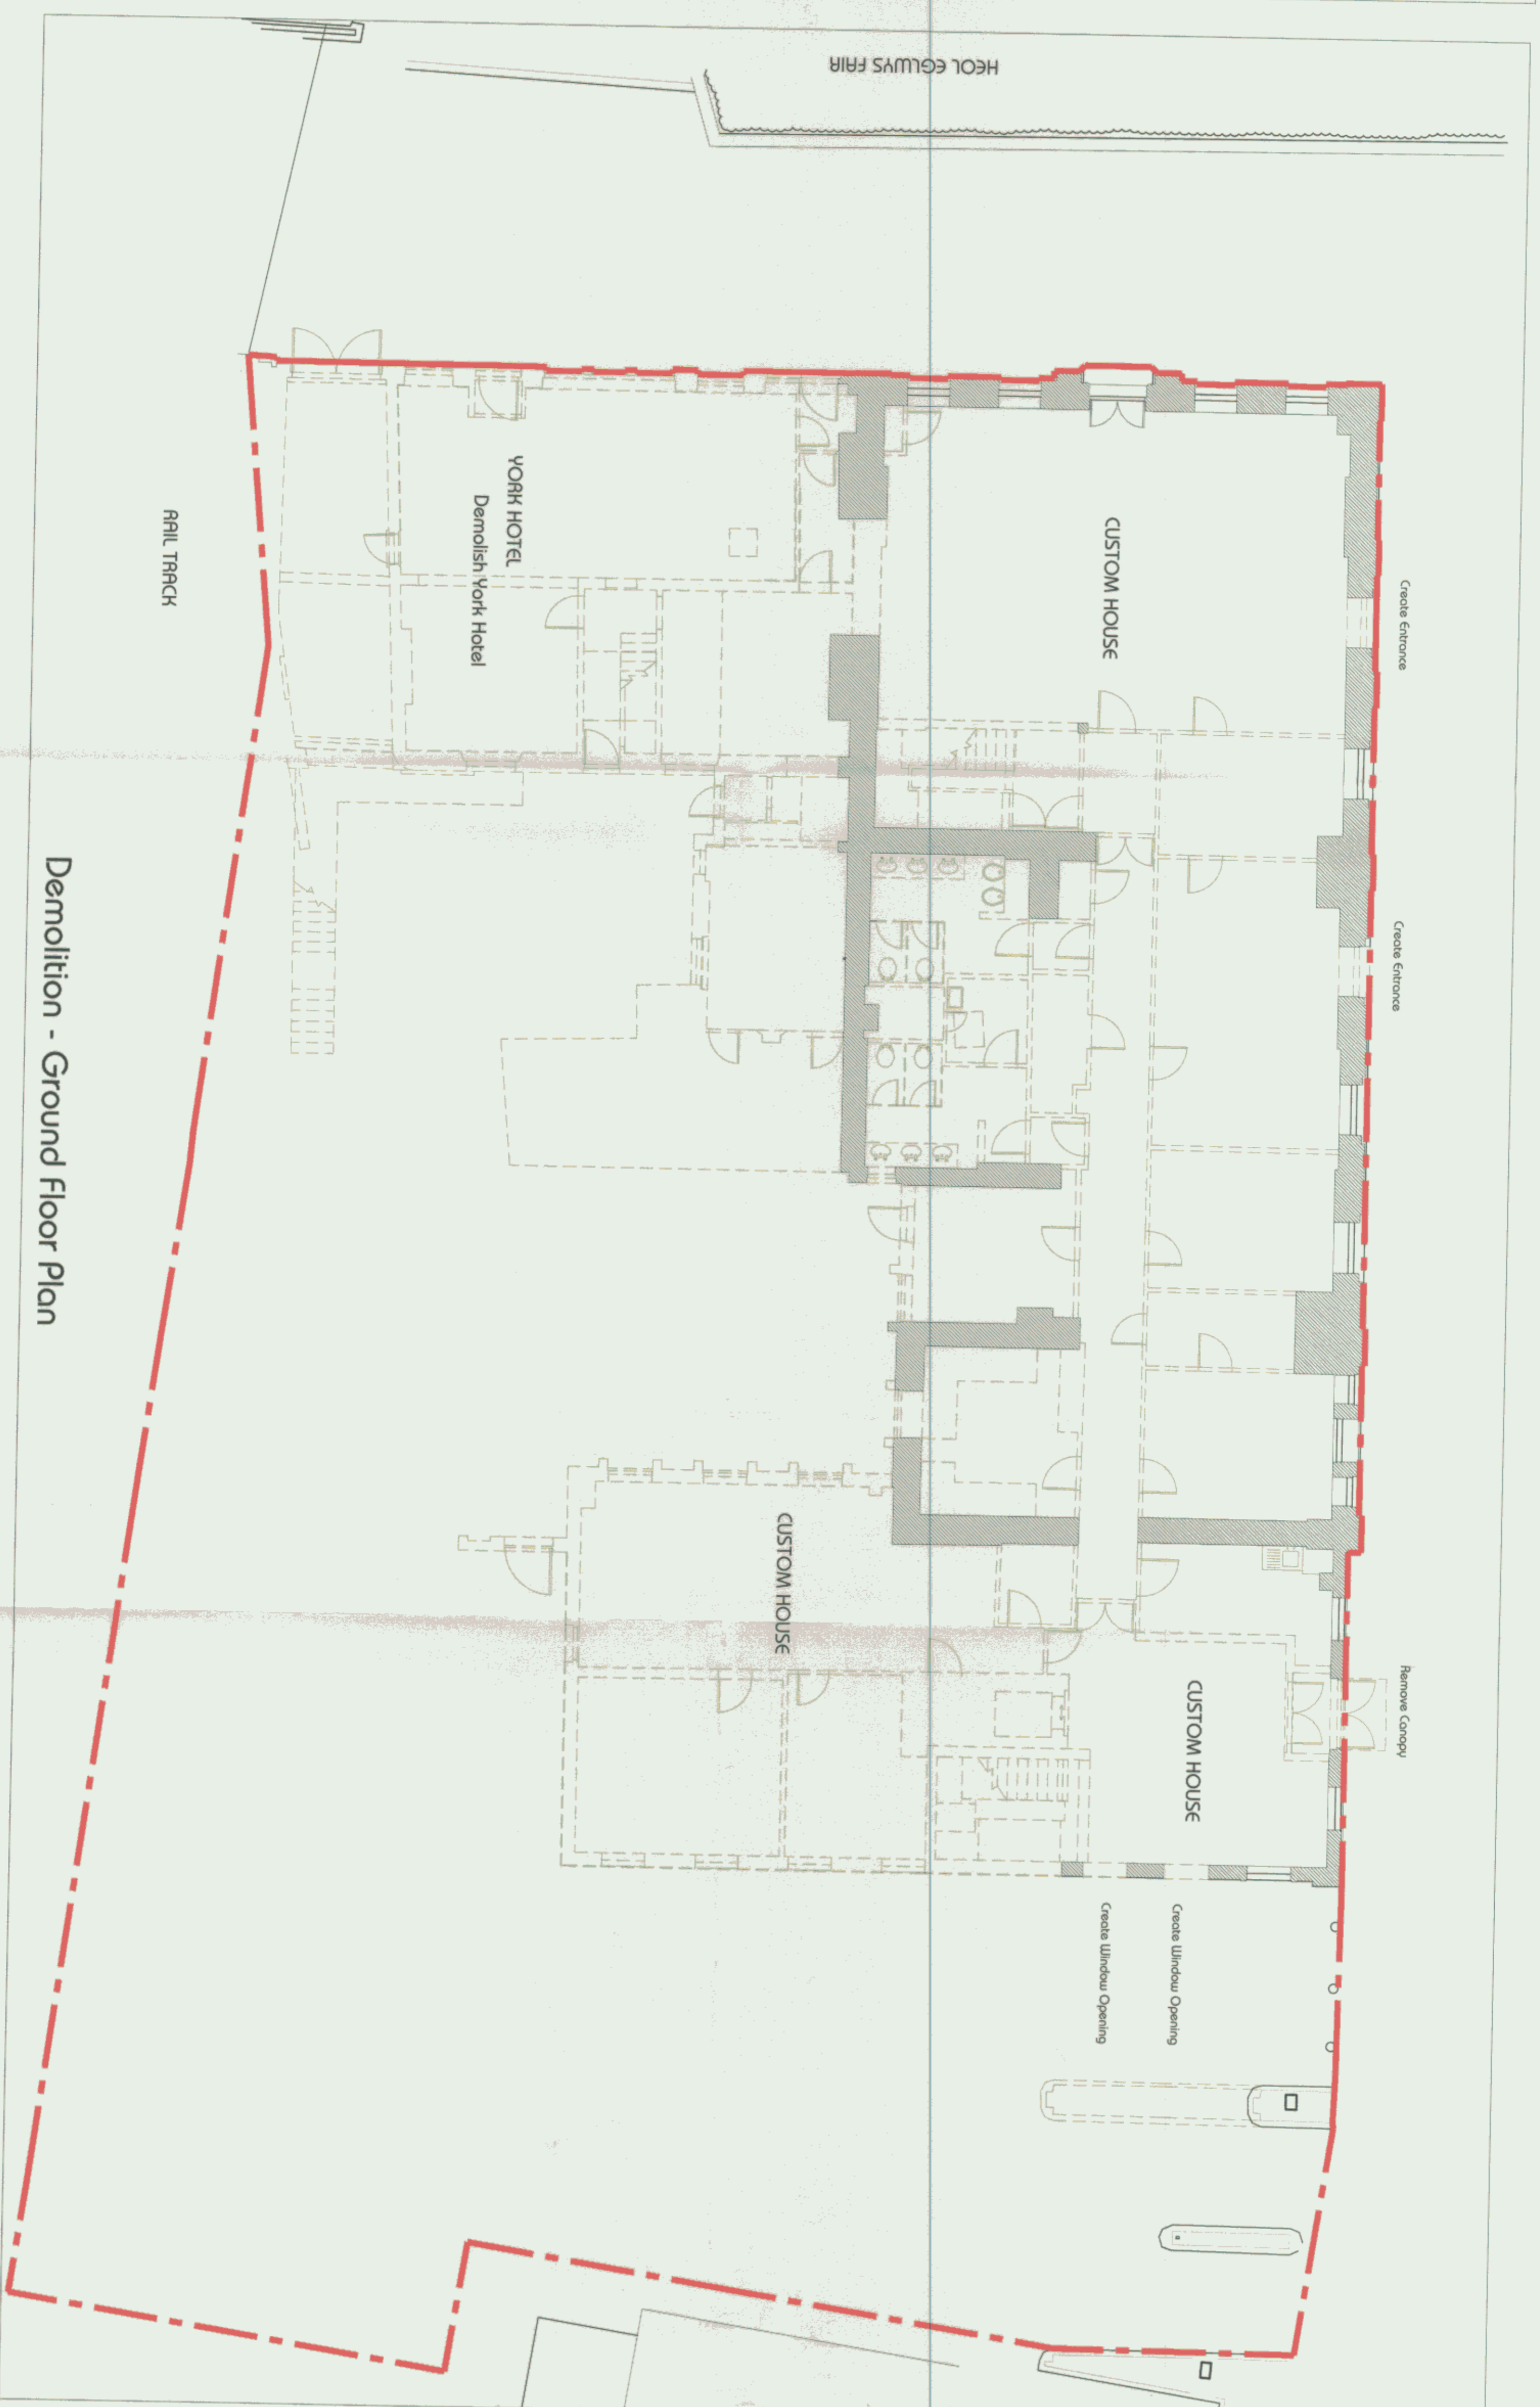 HEOL EGLWYS FAIR
Create Entrance
Create Entrance
Remove Canopy
CUSTOM HOUSE
CUSTOM HOUSE
Create Window Opening
Create Window Opening
CUSTOM HOUSE
YORK HOTEL
Demolish York Hotel
RAIL TRACK
Demolition - Ground Floor Plan